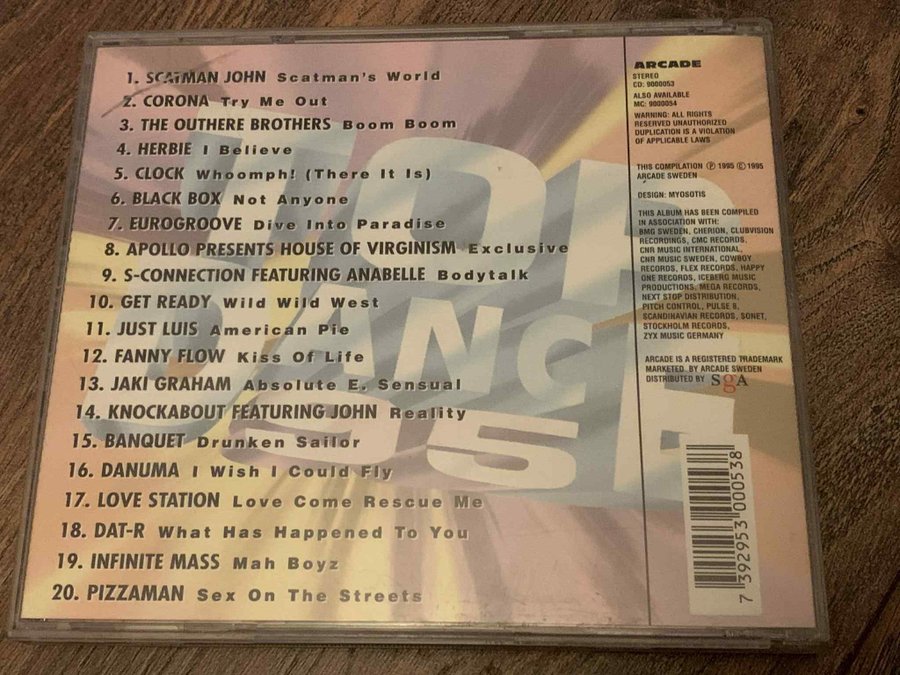 1. SCATMAN JOHN Scatman's World
2. CORONA Try Me Out
3. THE OUTHERE BROTHERS Boom Boom
4. HERBIE I Believe
5. CLOCK Whoomph! (There It Is)
6. BLACK BOX Not Anyone
7. EUROGROOVE Dive Into Paradise
8. APOLLO PRESENTS HOUSE OF VIRGINISM Exclusive
9. S-CONNECTION FEATURING ANABELLE Bodytalk
10. GET READY Wild Wild West
11. JUST LUIS American Pie
12. FANNY FLOW Kiss Of Life
13. JAKI GRAHAM Absolute E. Sensual
14. KNOCKABOUT FEATURING JOHN Reality
15. BANQUET Drunken Sailor
16. DANUMA I Wish I Could Fly
17. LOVE STATION Love Come Rescue Me
18. DAT-R What Has Happened To You
19. INFINITE MASS Mah Boyz
20. PIZZAMAN Sex On The Streets
TOP
DANCE
95
ARCADE
STEREO
CD: 9000053
ALSO AVAILABLE
MC: 9000054
WARNING: ALL RIGHTS
RESERVED UNAUTHORIZED
DUPLICATION IS A VIOLATION
OF APPLICABLE LAWS
THIS COMPILATION ℗ 1995 © 1995
ARCADE SWEDEN
DESIGN: MYOSOTIS
THIS ALBUM HAS BEEN COMPILED
IN ASSOCIATION WITH:
BMG SWEDEN, CHERION, CLUBVISION
RECORDINGS, CMC RECORDS,
CNR MUSIC INTERNATIONAL,
CNR MUSIC SWEDEN, COWBOY
RECORDS, FLEX RECORDS, HAPPY
ONE RECORDS, ICEBERG MUSIC
PRODUCTIONS, MEGA RECORDS,
NEXT STOP DISTRIBUTION,
PITCH CONTROL, PULSE 8,
SCANDINAVIAN RECORDS, SONET,
STOCKHOLM RECORDS,
ZYX MUSIC GERMANY
ARCADE IS A REGISTERED TRADEMARK
MARKETED BY ARCADE SWEDEN
DISTRIBUTED BY SgA
7 392953 000538